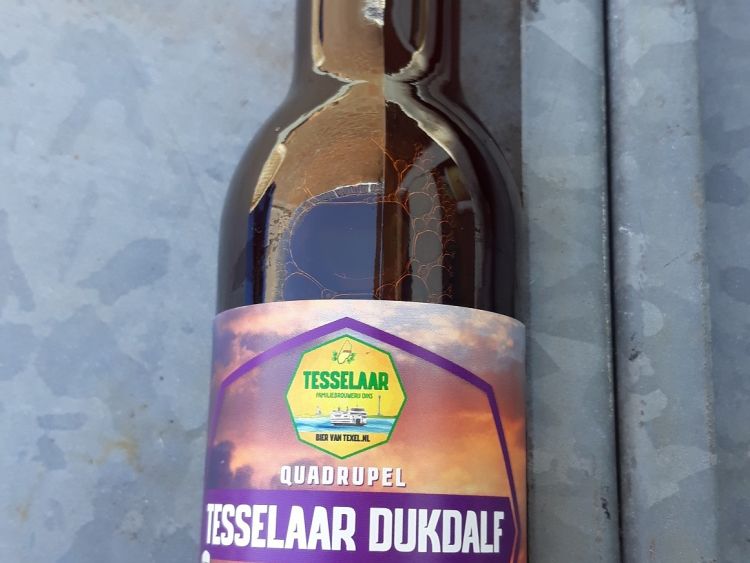 TESSELAAR
FAMILIEBROUWERIJ DIKS
BIER VAN TEXEL.NL
QUADRUPEL
TESSELAAR DUKDALF